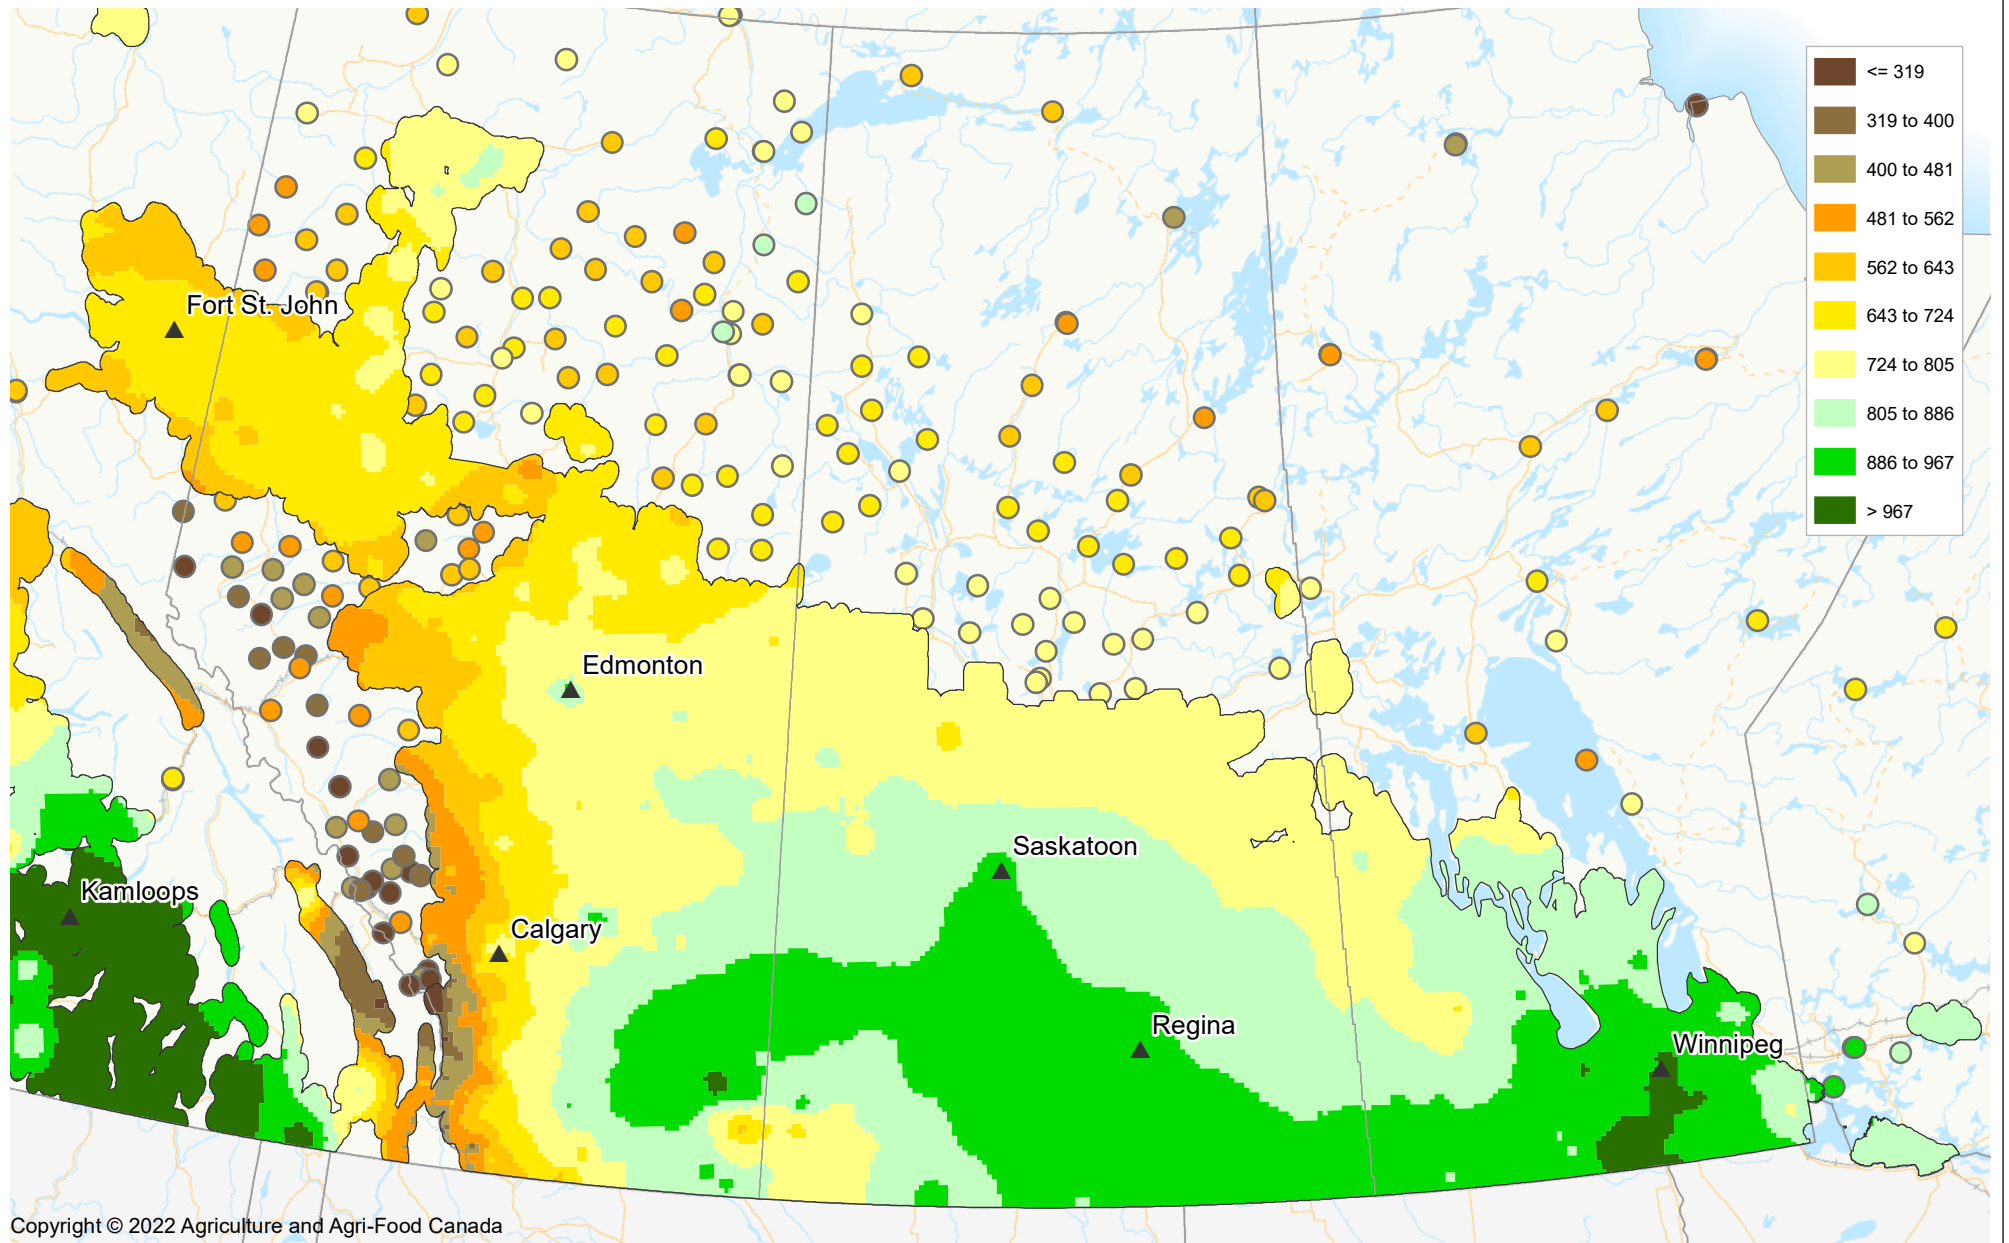 <= 319
319 to 400
400 to 481
481 to 562
562 to 643
643 to 724
724 to 805
805 to 886
886 to 967
> 967
Fort St. John
Edmonton
Saskatoon
Kamloops
Calgary
Regina
Winnipeg
Copyright © 2022 Agriculture and Agri-Food Canada